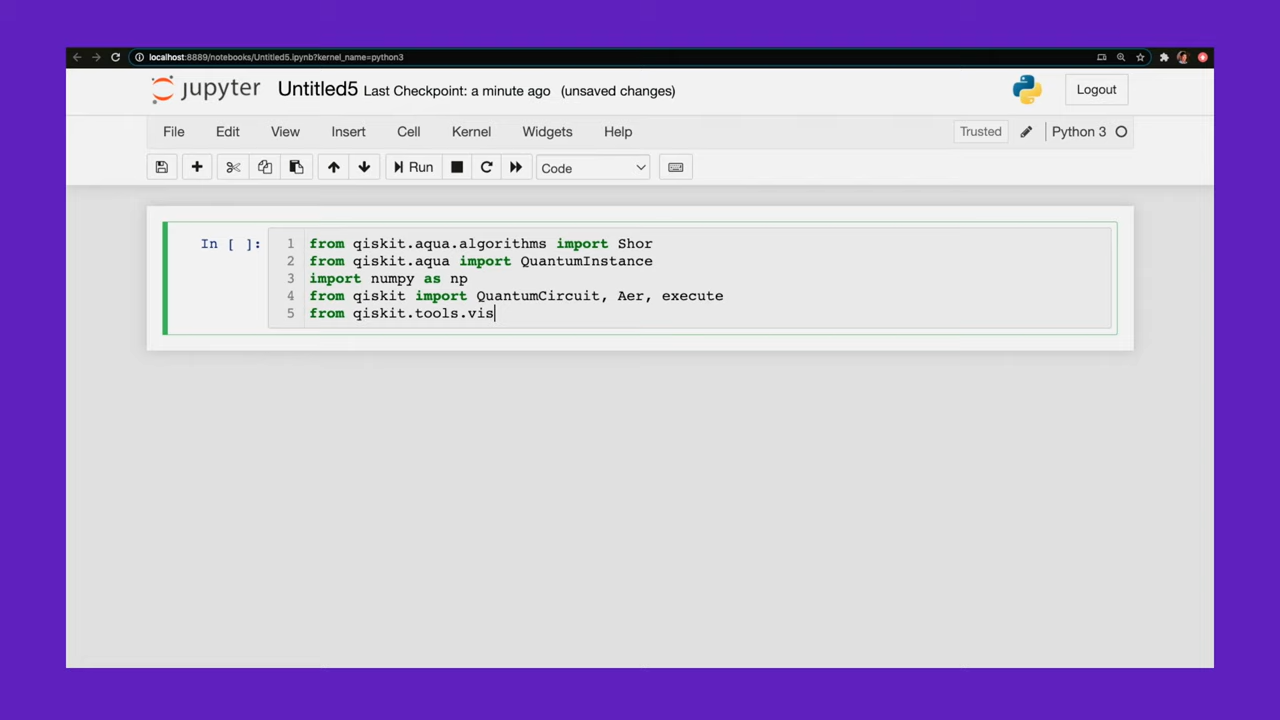 localhost:8889/notebooks/Untitled5.ipynb?kernel_name=python3
jupyter Untitled5 Last Checkpoint: a minute ago (unsaved changes) Logout
File Edit View Insert Cell Kernel Widgets Help Trusted Python 3
Run Code
In [ ]:
1 from qiskit.aqua.algorithms import Shor
2 from qiskit.aqua import QuantumInstance
3 import numpy as np
4 from qiskit import QuantumCircuit, Aer, execute
5 from qiskit.tools.vis